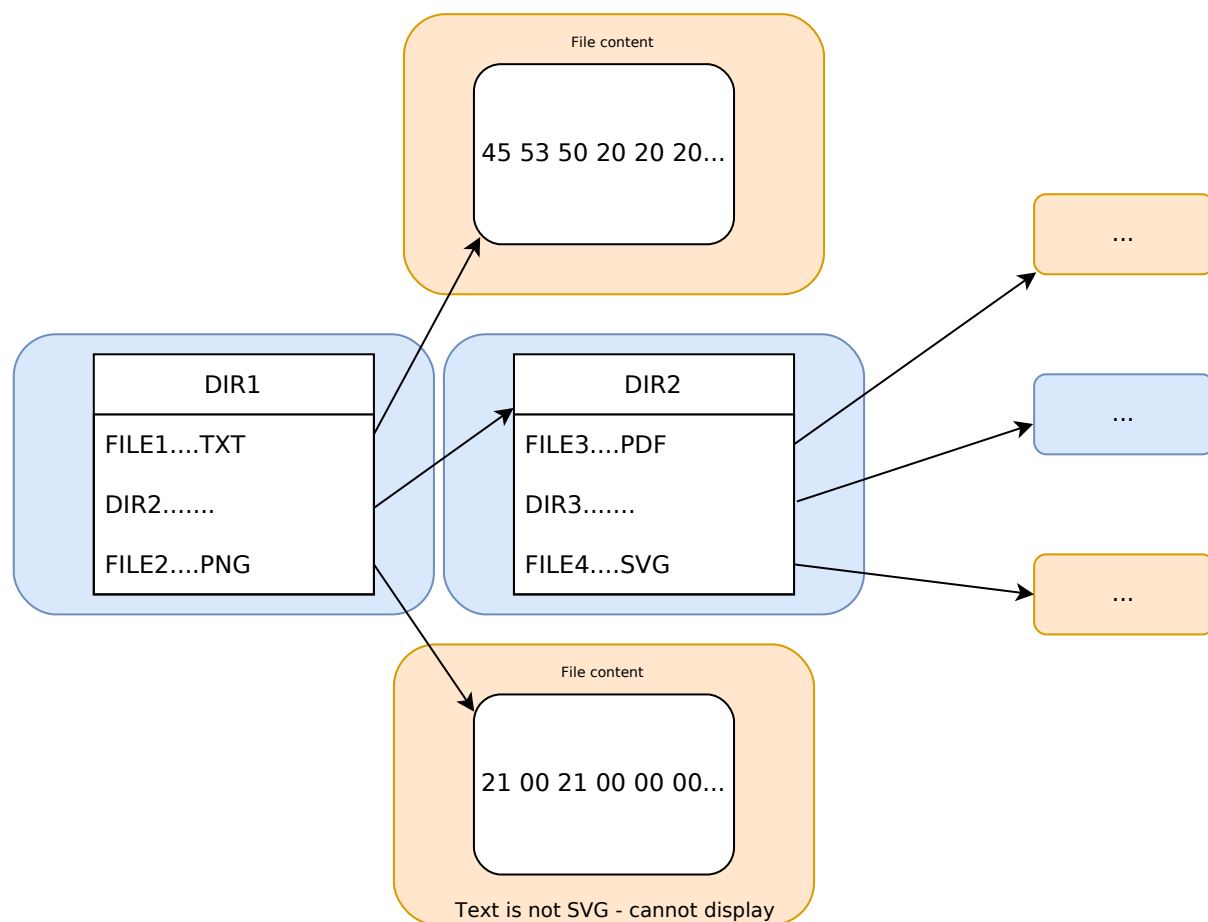 File content
45 53 50 20 20 20...
...
DIR1
FILE1....TXT
DIR2.......
FILE2....PNG
DIR2
FILE3....PDF
DIR3.......
FILE4....SVG
...
...
File content
21 00 21 00 00 00...
Text is not SVG - cannot display